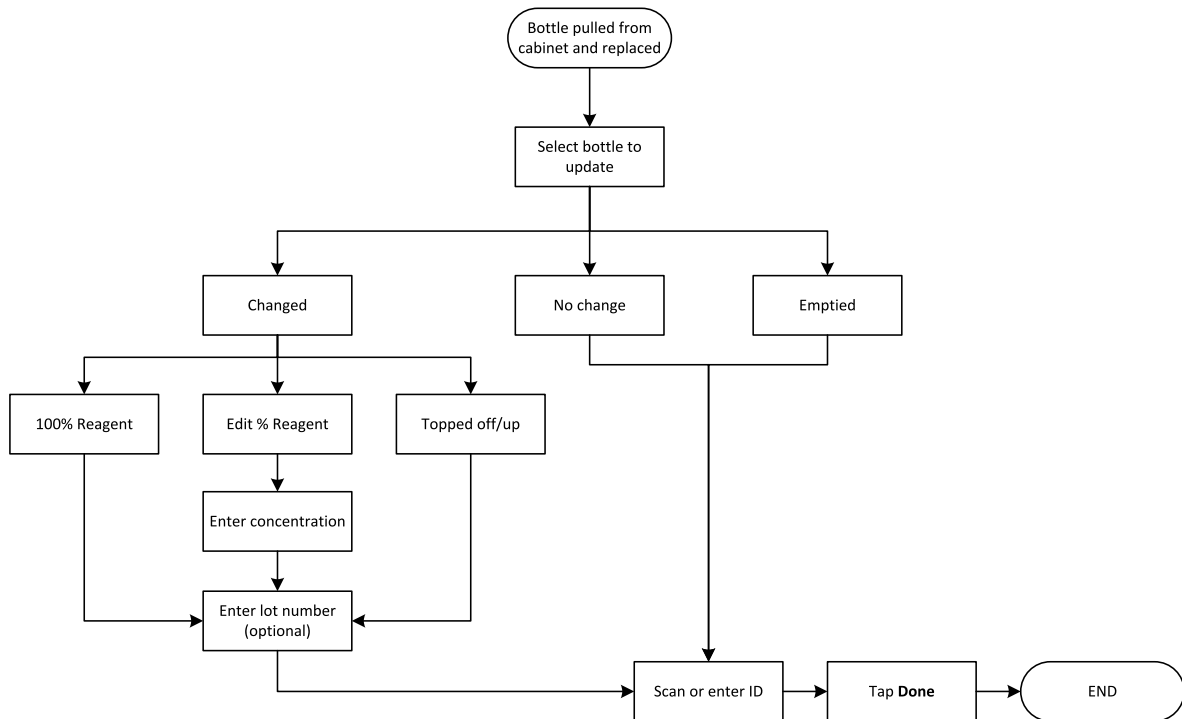 Bottle pulled from
cabinet and replaced
Select bottle to
update
Changed
No change
Emptied
100% Reagent
Edit % Reagent
Topped off/up
Enter concentration
Enter lot number
(optional)
Scan or enter ID
Tap Done
END